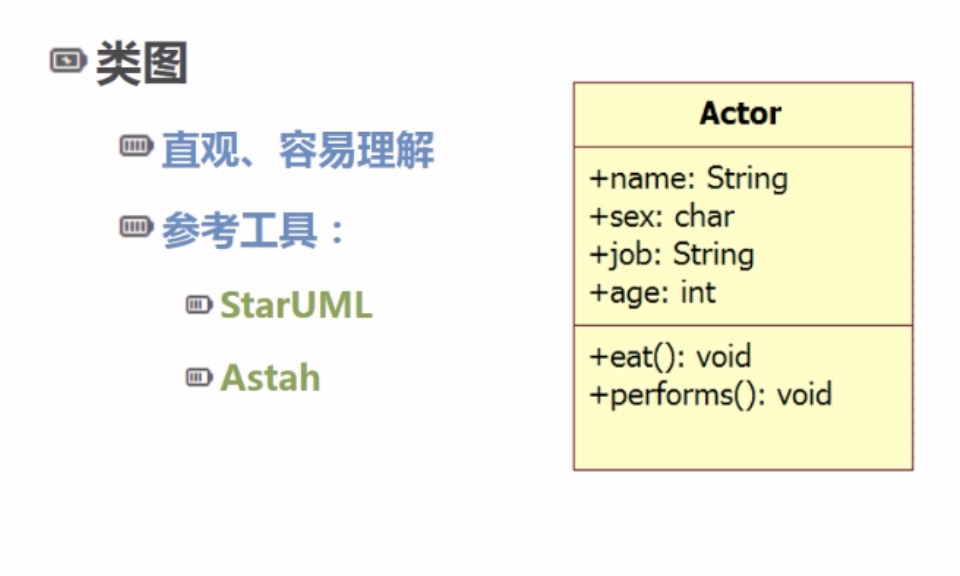 类图
直观、容易理解
参考工具：
StarUML
Astah
Actor
+name: String
+sex: char
+job: String
+age: int
+eat(): void
+performs(): void